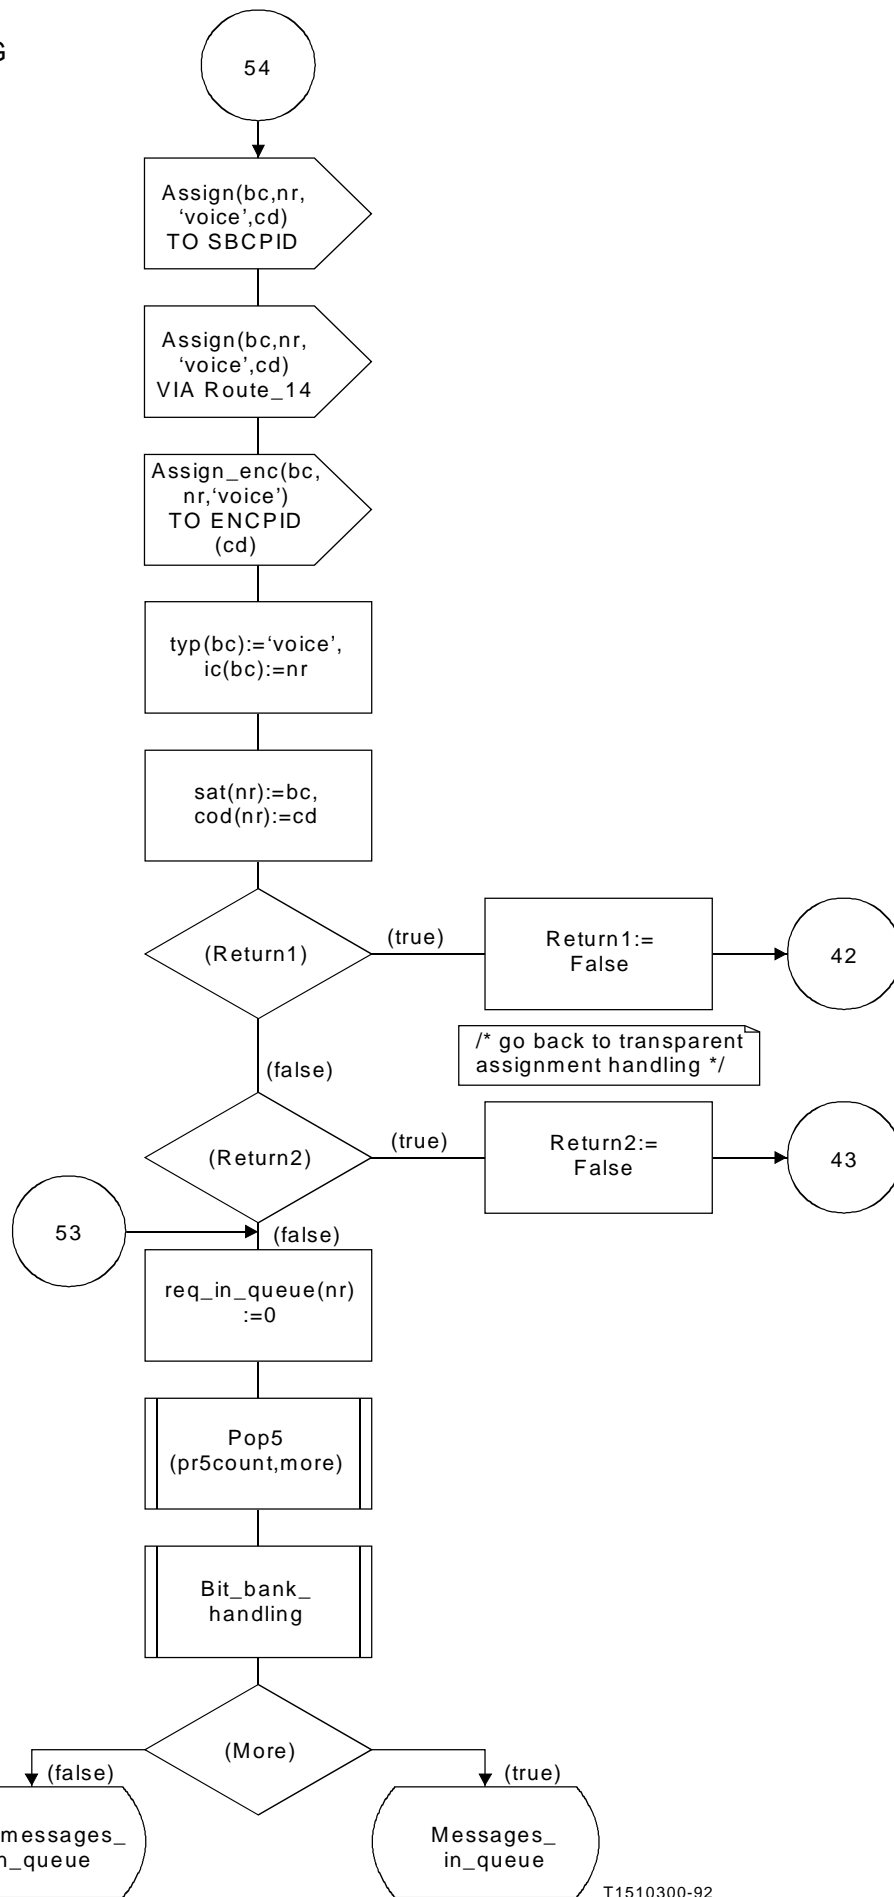 G
54
Assign(bc,nr,
‘voice’,cd)
TO SBCPID
Assign(bc,nr,
‘voice’,cd)
VIA Route_14
Assign_enc(bc,
nr,‘voice’)
TO ENCPID
(cd)
typ(bc):=‘voice’,
ic(bc):=nr
sat(nr):=bc,
cod(nr):=cd
(Return1)
(true)
Return1:=
False
42
/* go back to transparent
assignment handling */
(false)
(Return2)
(true)
Return2:=
False
43
53
(false)
req_in_queue(nr)
:=0
Pop5
(pr5count,more)
Bit_bank_
handling
(More)
(false)
(true)
messages_
n_queue
Messages_
in_queue
T1510300-92